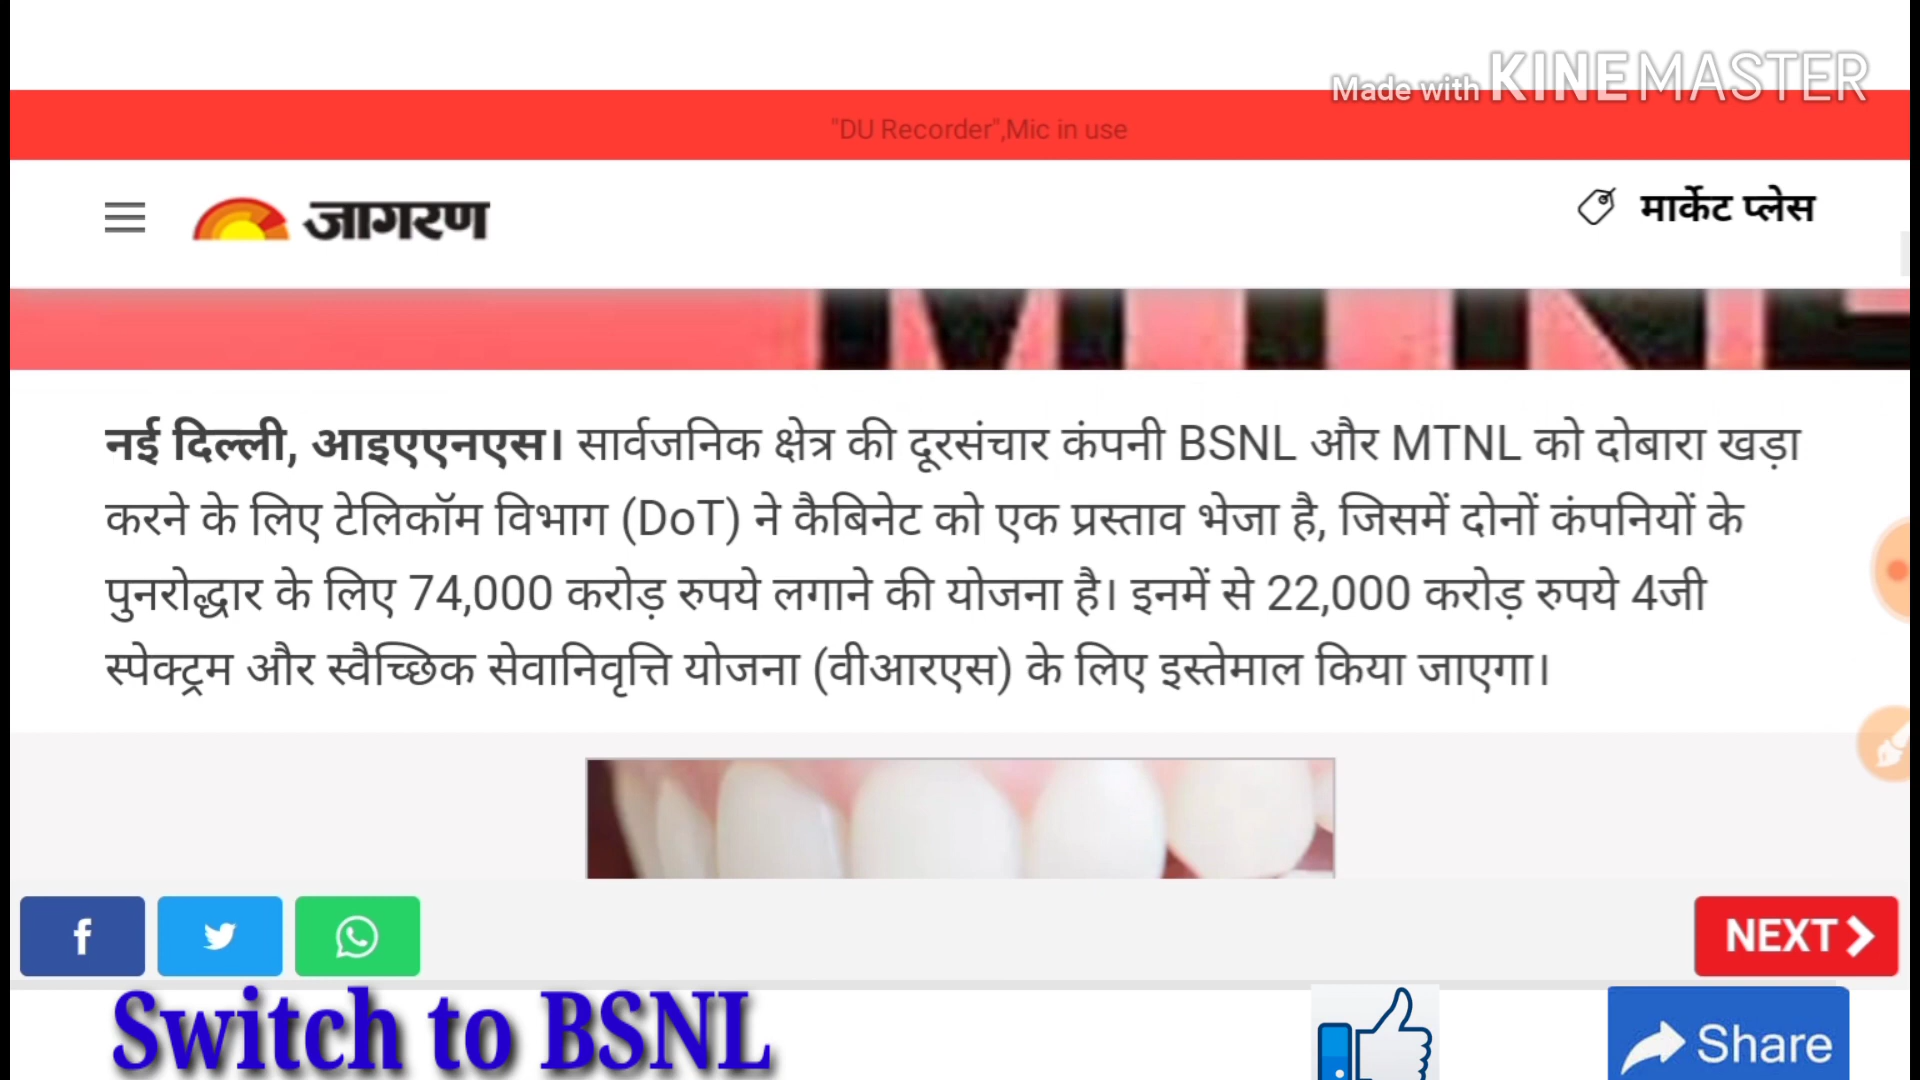 Made with KINEMASTER
"DU Recorder",Mic in use
जागरण
मार्केट प्लेस
नई दिल्ली, आइएएनएस। सार्वजनिक क्षेत्र की दूरसंचार कंपनी BSNL और MTNL को दोबारा खड़ा
करने के लिए टेलिकॉम विभाग (DoT) ने कैबिनेट को एक प्रस्ताव भेजा है, जिसमें दोनों कंपनियों के
पुनरोद्धार के लिए 74,000 करोड़ रुपये लगाने की योजना है। इनमें से 22,000 करोड़ रुपये 4जी
स्पेक्ट्रम और स्वैच्छिक सेवानिवृत्ति योजना (वीआरएस) के लिए इस्तेमाल किया जाएगा।
NEXT
Switch to BSNL
Share